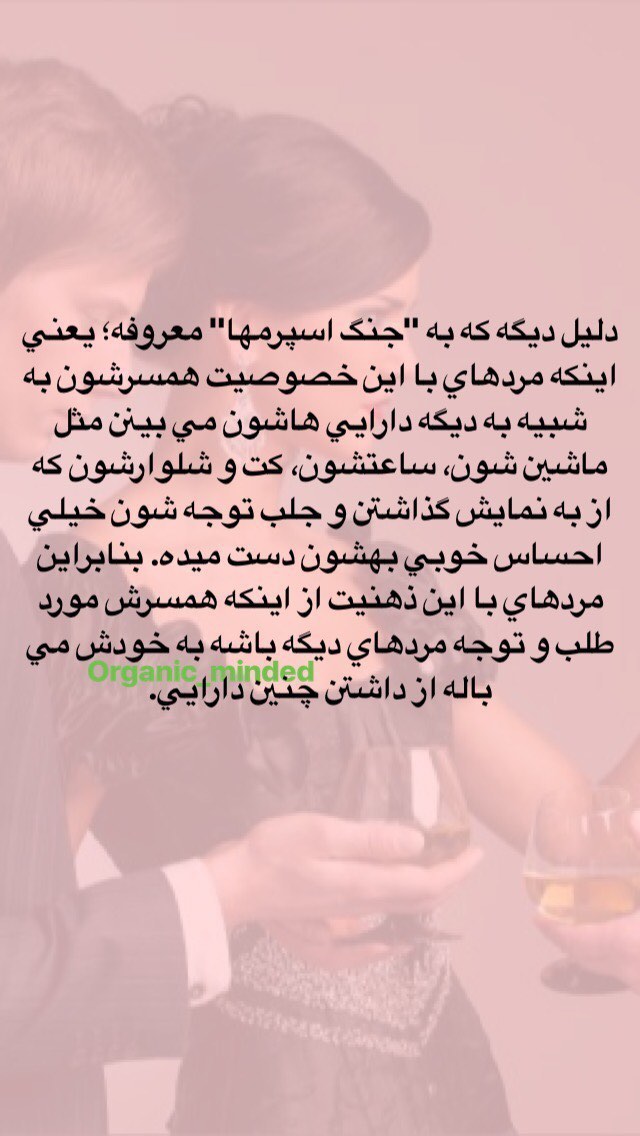 دليل ديگه كه به "جنگ اسپرمها" معروفه؛ يعني
اينكه مردهاي با اين خصوصيت همسرشون به
شبيه به ديگه دارايي هاشون مي بينن مثل
ماشين شون، ساعتشون، كت و شلوارشون كه
از به نمايش گذاشتن و جلب توجه شون خيلي
احساس خوبي بهشون دست ميده. بنابراين
مردهاي با اين ذهنيت از اينكه همسرش مورد
طلب و توجه مردهاي ديگه باشه به خودش مي
Organic_minded
باله از داشتن چنين دارايي.